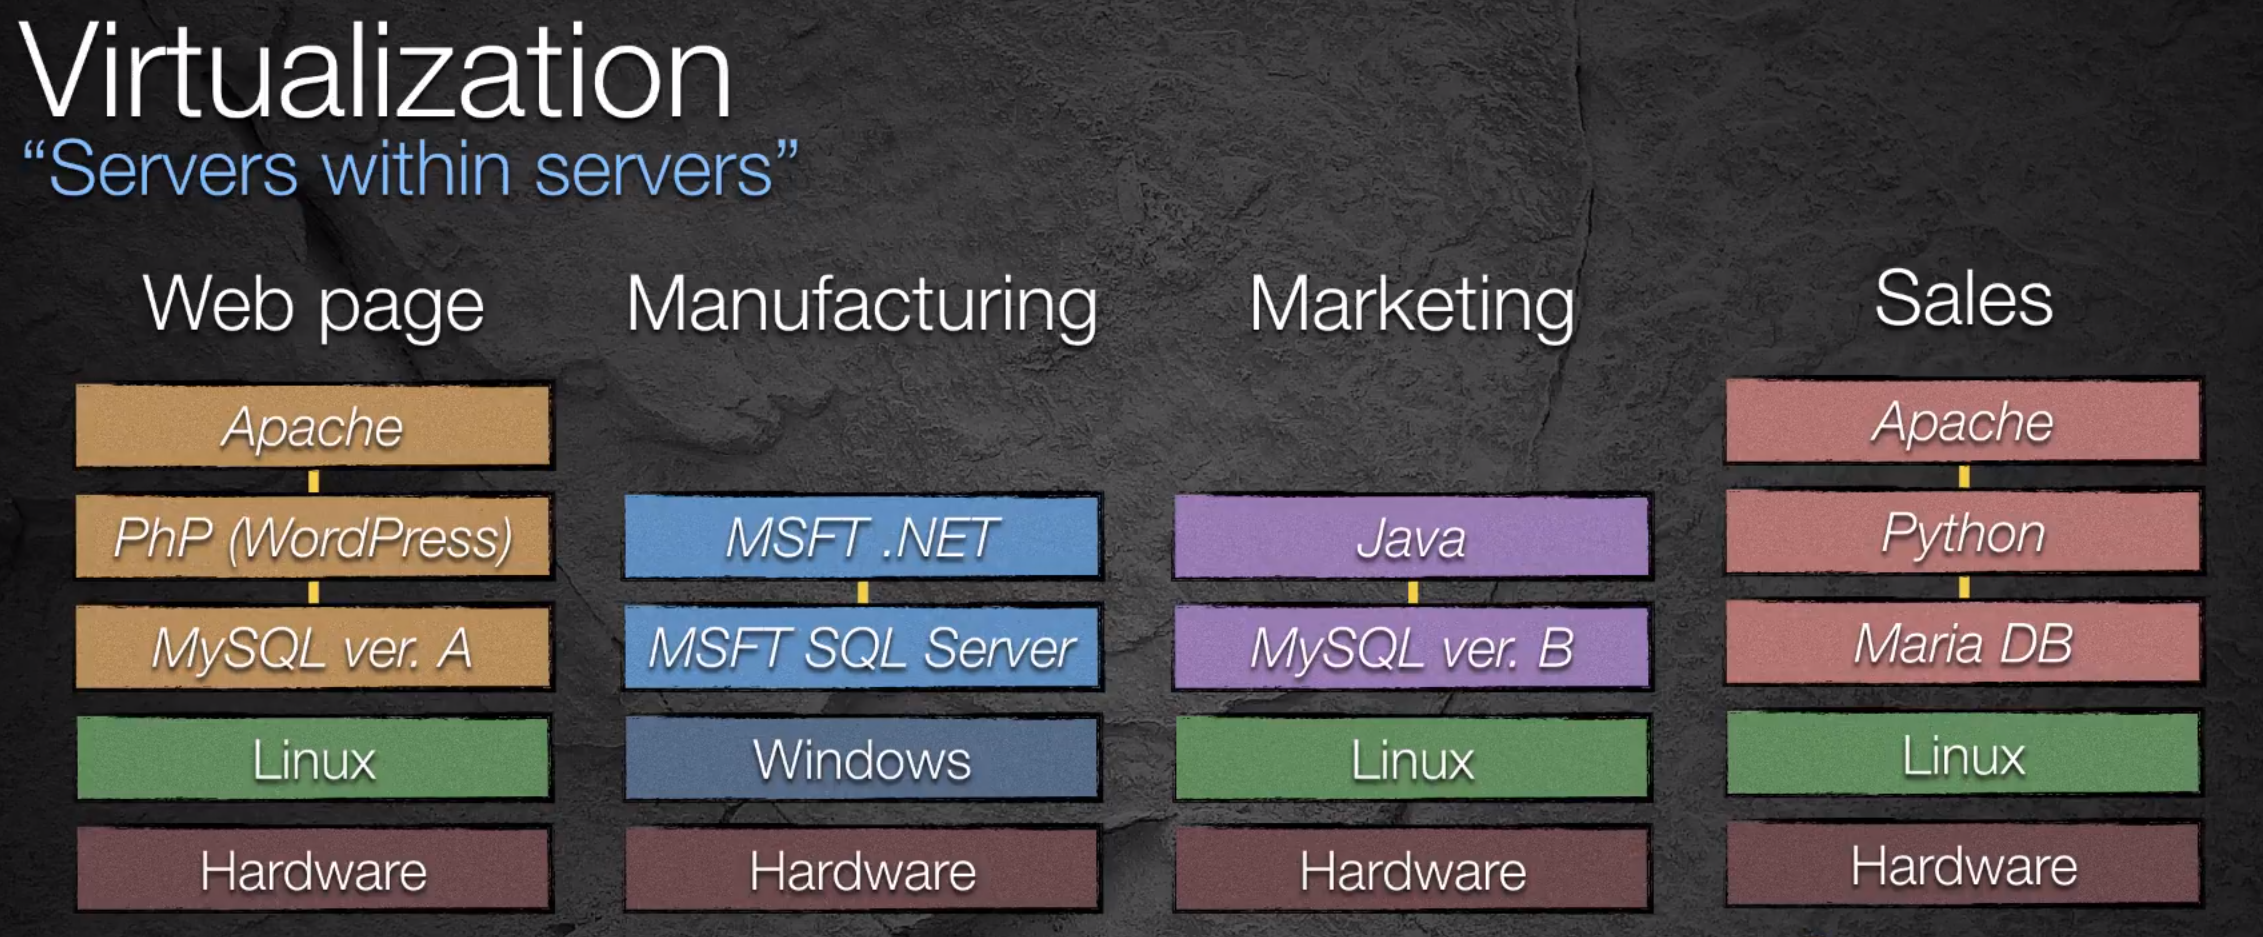 Virtualization
“Servers within servers”
Web page
Apache
PhP (WordPress)
MySQL ver. A
Linux
Hardware
Manufacturing
MSFT .NET
MSFT SQL Server
Windows
Hardware
Marketing
Java
MySQL ver. B
Linux
Hardware
Sales
Apache
Python
Maria DB
Linux
Hardware